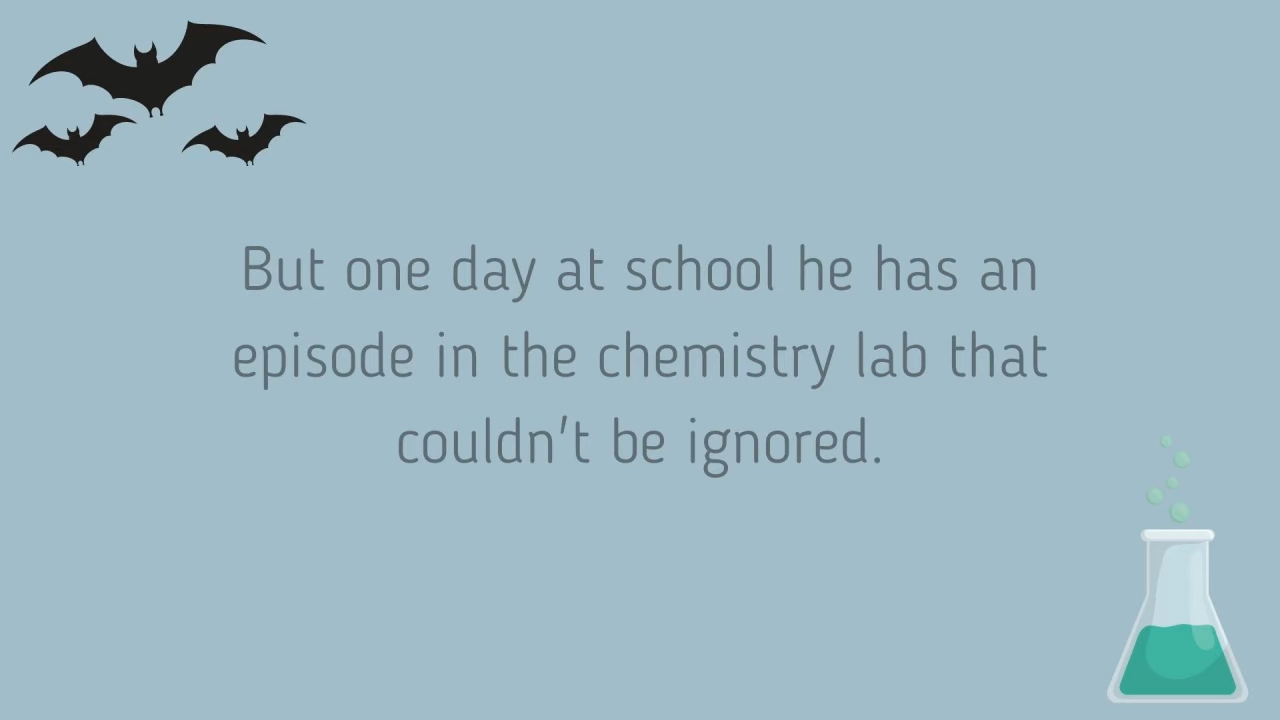 But one day at school he has an
episode in the chemistry lab that
couldn't be ignored.